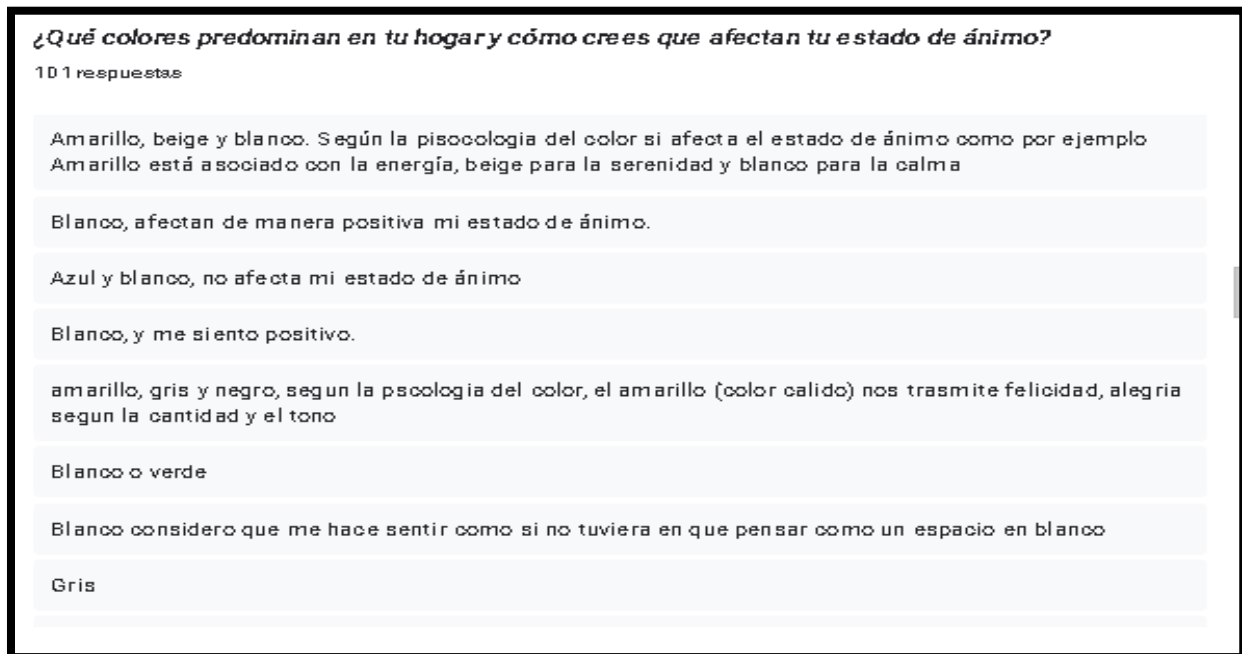 ¿Qué colores predominan en tu hogar y cómo crees que afectan tu estado de ánimo?
101 respuestas
Amarillo, beige y blanco. Según la pisocologia del color si afecta el estado de ánimo como por ejemplo
Amarillo está asociado con la energía, beige para la serenidad y blanco para la calma
Blanco, afectan de manera positiva mi estado de ánimo.
Azul y blanco, no afecta mi estado de ánimo
Blanco, y me siento positivo.
amarillo, gris y negro, segun la pscologia del color, el amarillo (color calido) nos trasmite felicidad, alegria
segun la cantidad y el tono
Blanco o verde
Blanco considero que me hace sentir como si no tuviera en que pensar como un espacio en blanco
Gris